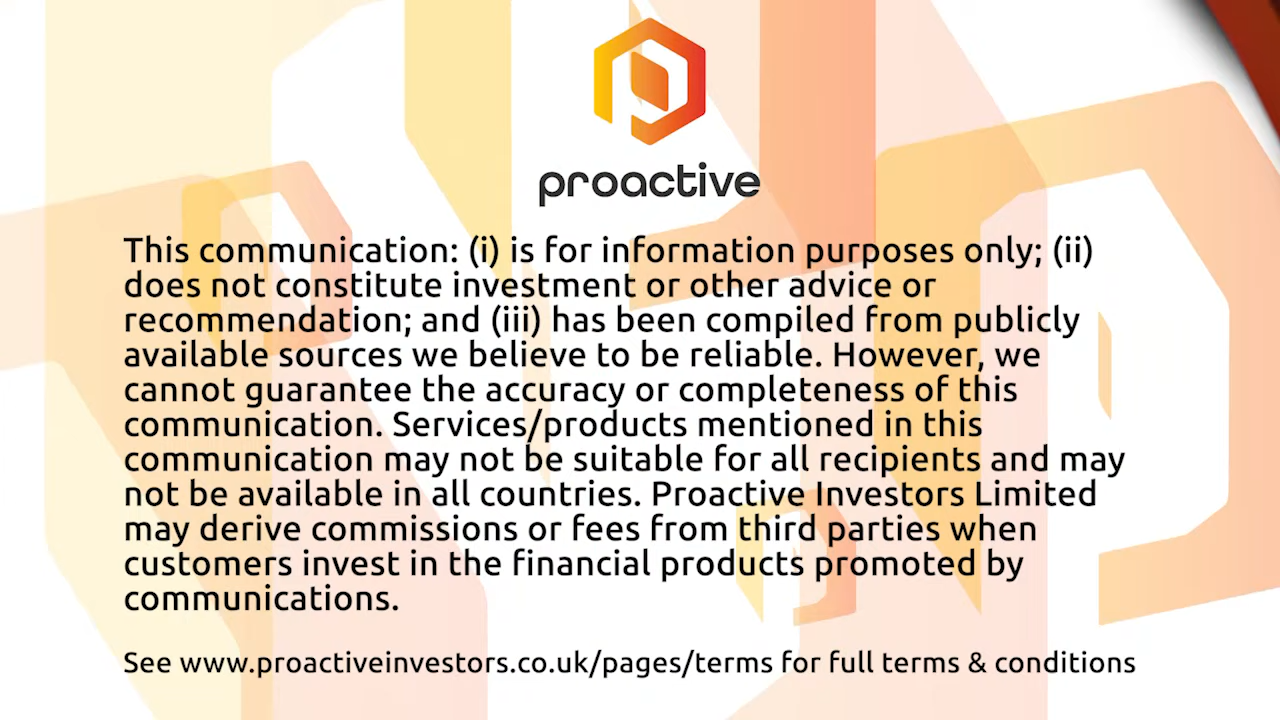 proactive
This communication: (i) is for information purposes only; (ii)
does not constitute investment or other advice or
recommendation; and (iii) has been compiled from publicly
available sources we believe to be reliable. However, we
cannot guarantee the accuracy or completeness of this
communication. Services/products mentioned in this
communication may not be suitable for all recipients and may
not be available in all countries. Proactive Investors Limited
may derive commissions or fees from third parties when
customers invest in the financial products promoted by
communications.
See www.proactiveinvestors.co.uk/pages/terms for full terms & conditions